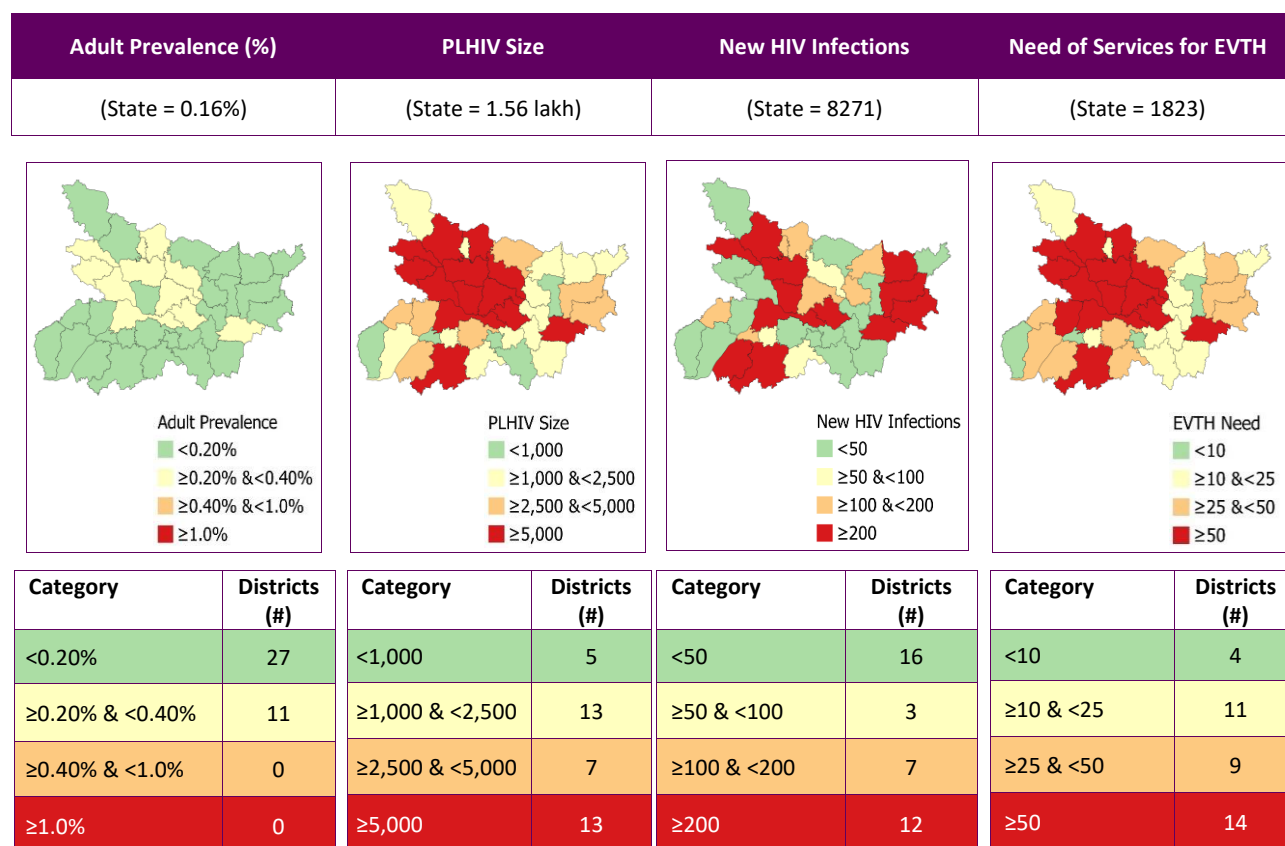 Adult Prevalence (%) PLHIV Size New HIV Infections Need of Services for EVTH
(State = 0.16%) (State = 1.56 lakh) (State = 8271) (State = 1823)
Adult Prevalence
<0.20%
≥0.20% &<0.40%
≥0.40% &<1.0%
≥1.0%
PLHIV Size
<1,000
≥1,000 &<2,500
≥2,500 &<5,000
≥5,000
New HIV Infections
<50
≥50 &<100
≥100 &<200
≥200
EVTH Need
<10
≥10 &<25
≥25 &<50
≥50
Category Districts
(#)
<0.20% 27
≥0.20% & <0.40% 11
≥0.40% & <1.0% 0
≥1.0% 0
Category Districts
(#)
<1,000 5
≥1,000 & <2,500 13
≥2,500 & <5,000 7
≥5,000 13
Category Districts
(#)
<50 16
≥50 & <100 3
≥100 & <200 7
≥200 12
Category Districts
(#)
<10 4
≥10 & <25 11
≥25 & <50 9
≥50 14